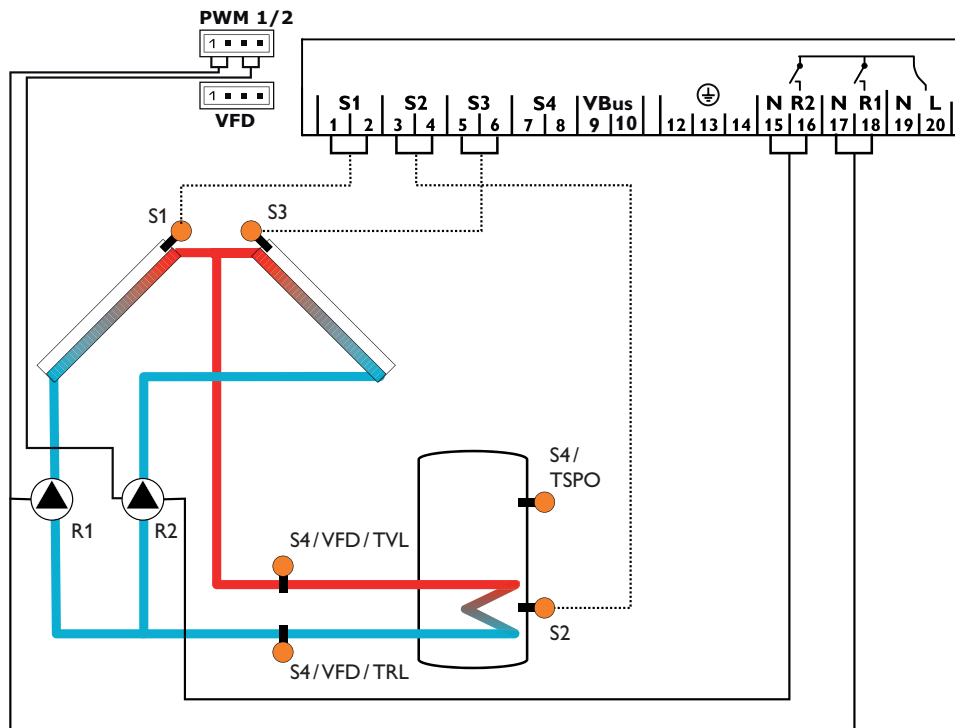 PWM 1/2
1
1
VFD
S1 S2 S3 S4 VBus N R2 N R1 N L
1 2 3 4 5 6 7 8 9 10 12 13 14 15 16 17 18 19 20
S1
S3
S4 /
TSPO
R1
R2
S4 / VFD / TVL
S2
S4 / VFD / TRL